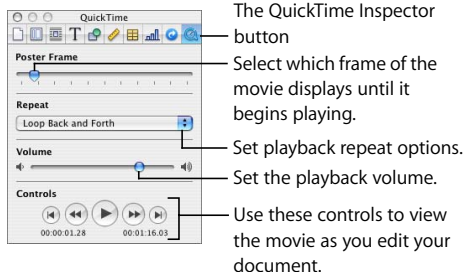 QuickTime
T
Poster Frame
Repeat
Loop Back and Forth
Volume
Controls
00:00:01.28 00:01:16.03
The QuickTime Inspector
button
Select which frame of the
movie displays until it
begins playing.
Set playback repeat options.
Set the playback volume.
Use these controls to view
the movie as you edit your
document.